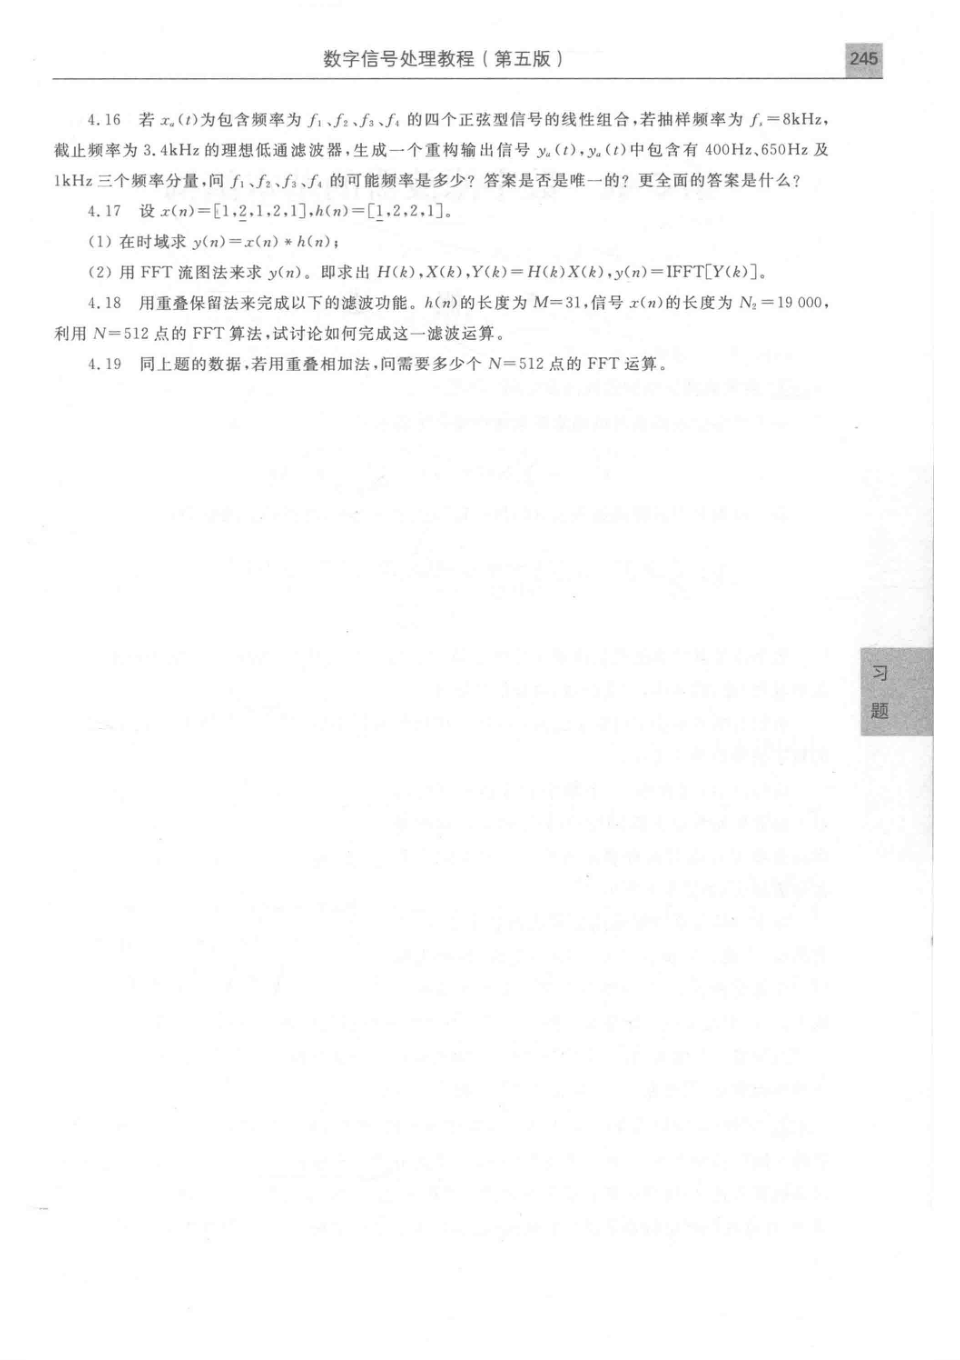 数字信号处理教程(第五版)
245
4.16 若 xₐ(t)为包含频率为 f₁、f₂、f₃、f₄ 的四个正弦型信号的线性组合,若抽样频率为 fₛ=8kHz,
截止频率为 3.4kHz 的理想低通滤波器,生成一个重构输出信号 yₐ(t),yₐ(t)中包含有 400Hz、650Hz 及
1kHz 三个频率分量,问 f₁、f₂、f₃、f₄ 的可能频率是多少? 答案是否是唯一的? 更全面的答案是什么?
4.17 设 x(n)=[1,2,1,2,1],h(n)=[1,2,2,1]。
(1) 在时域求 y(n)=x(n)*h(n);
(2) 用 FFT 流图法来求 y(n)。即求出 H(k),X(k),Y(k)=H(k)X(k),y(n)=IFFT[Y(k)]。
4.18 用重叠保留法来完成以下的滤波功能。h(n)的长度为 M=31,信号 x(n)的长度为 N₂=19 000,
利用 N=512 点的 FFT 算法,试讨论如何完成这一滤波运算。
4.19 同上题的数据,若用重叠相加法,问需要多少个 N=512 点的 FFT 运算。
习
题